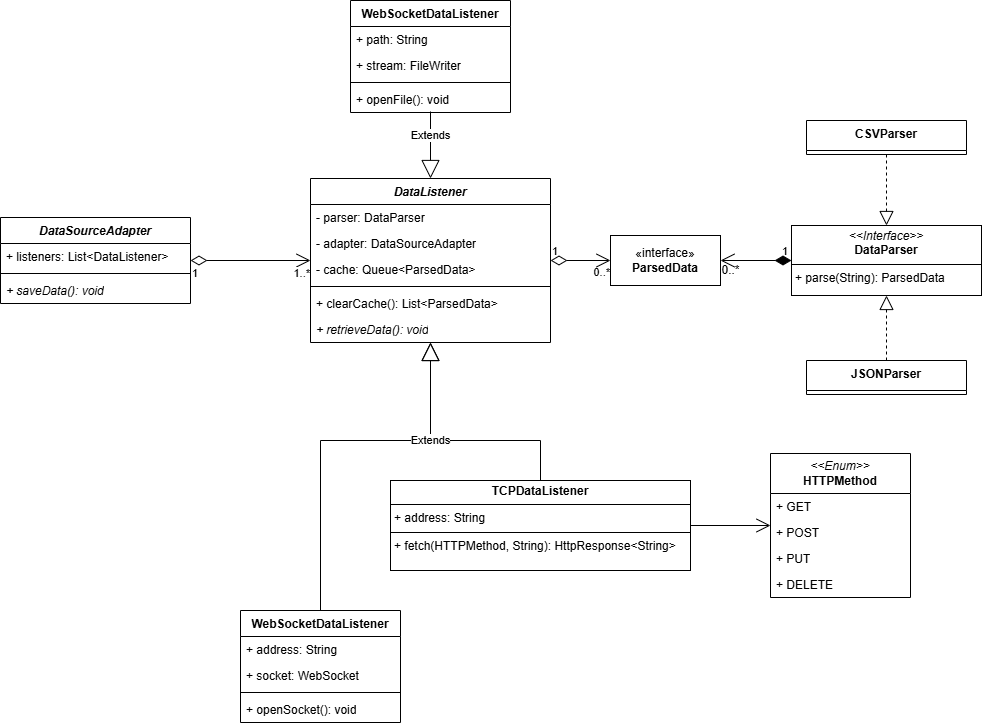 WebSocketDataListener
+ path: String
+ stream: FileWriter
+ openFile(): void
Extends
CSVParser
DataListener
- parser: DataParser
- adapter: DataSourceAdapter
- cache: Queue<ParsedData>
+ clearCache(): List<ParsedData>
+ retrieveData(): void
DataSourceAdapter
+ listeners: List<DataListener>
+ saveData(): void
1
1..*
1
0..*
«interface»
ParsedData
0..*
1
<<Interface>>
DataParser
+ parse(String): ParsedData
JSONParser
Extends
TCPDataListener
+ address: String
+ fetch(HTTPMethod, String): HttpResponse<String>
<<Enum>>
HTTPMethod
+ GET
+ POST
+ PUT
+ DELETE
WebSocketDataListener
+ address: String
+ socket: WebSocket
+ openSocket(): void